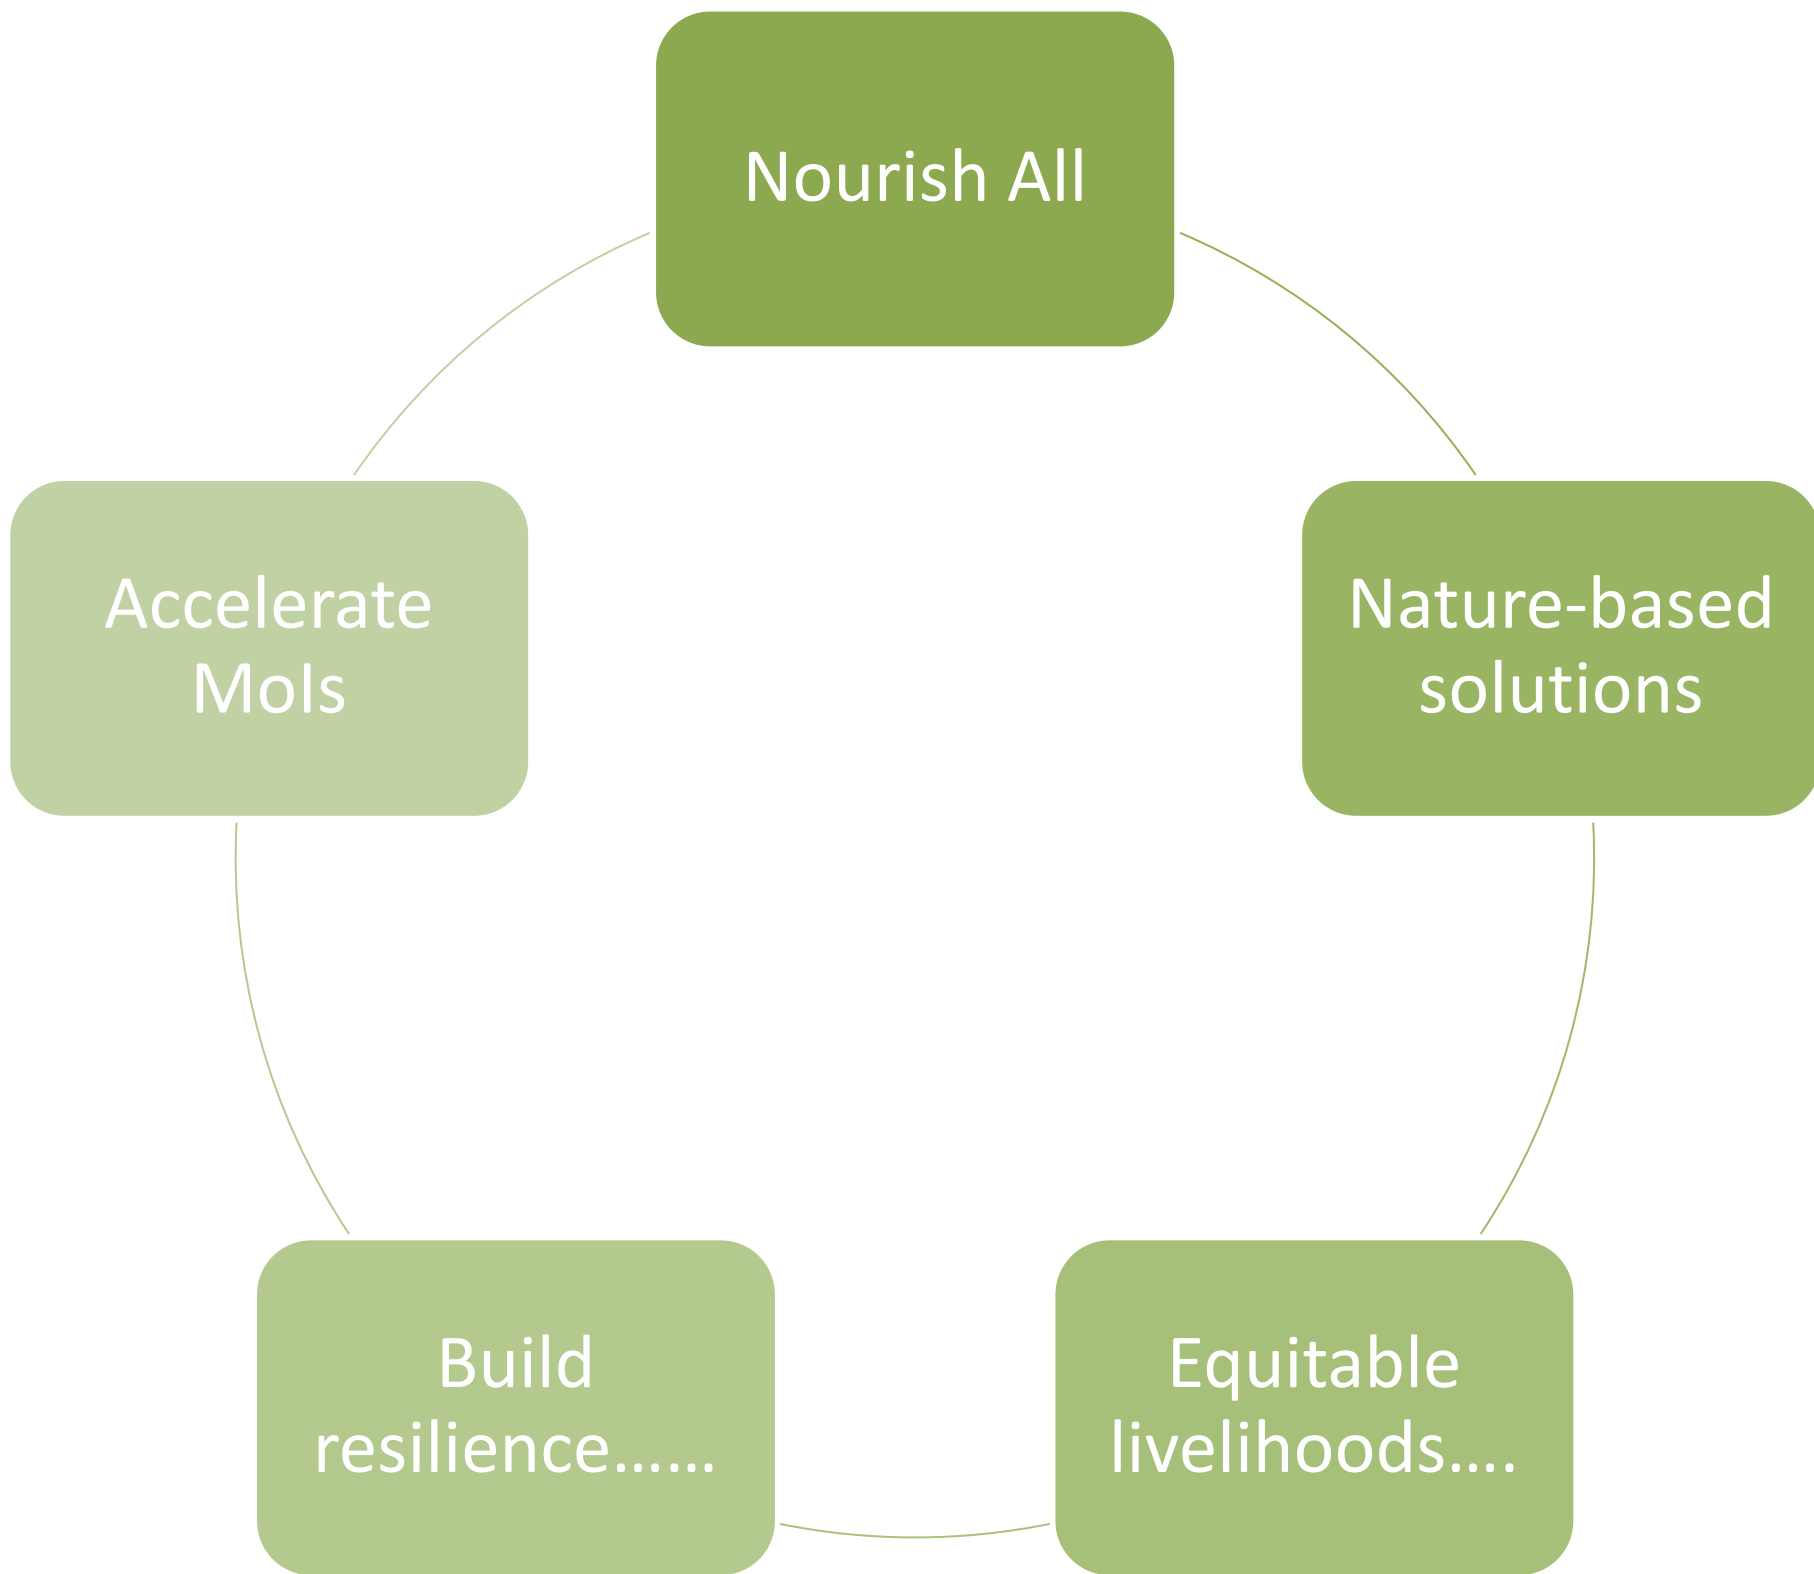 Nourish All
Nature-based
solutions
Equitable
livelihoods....
Build
resilience......
Accelerate
MoIs